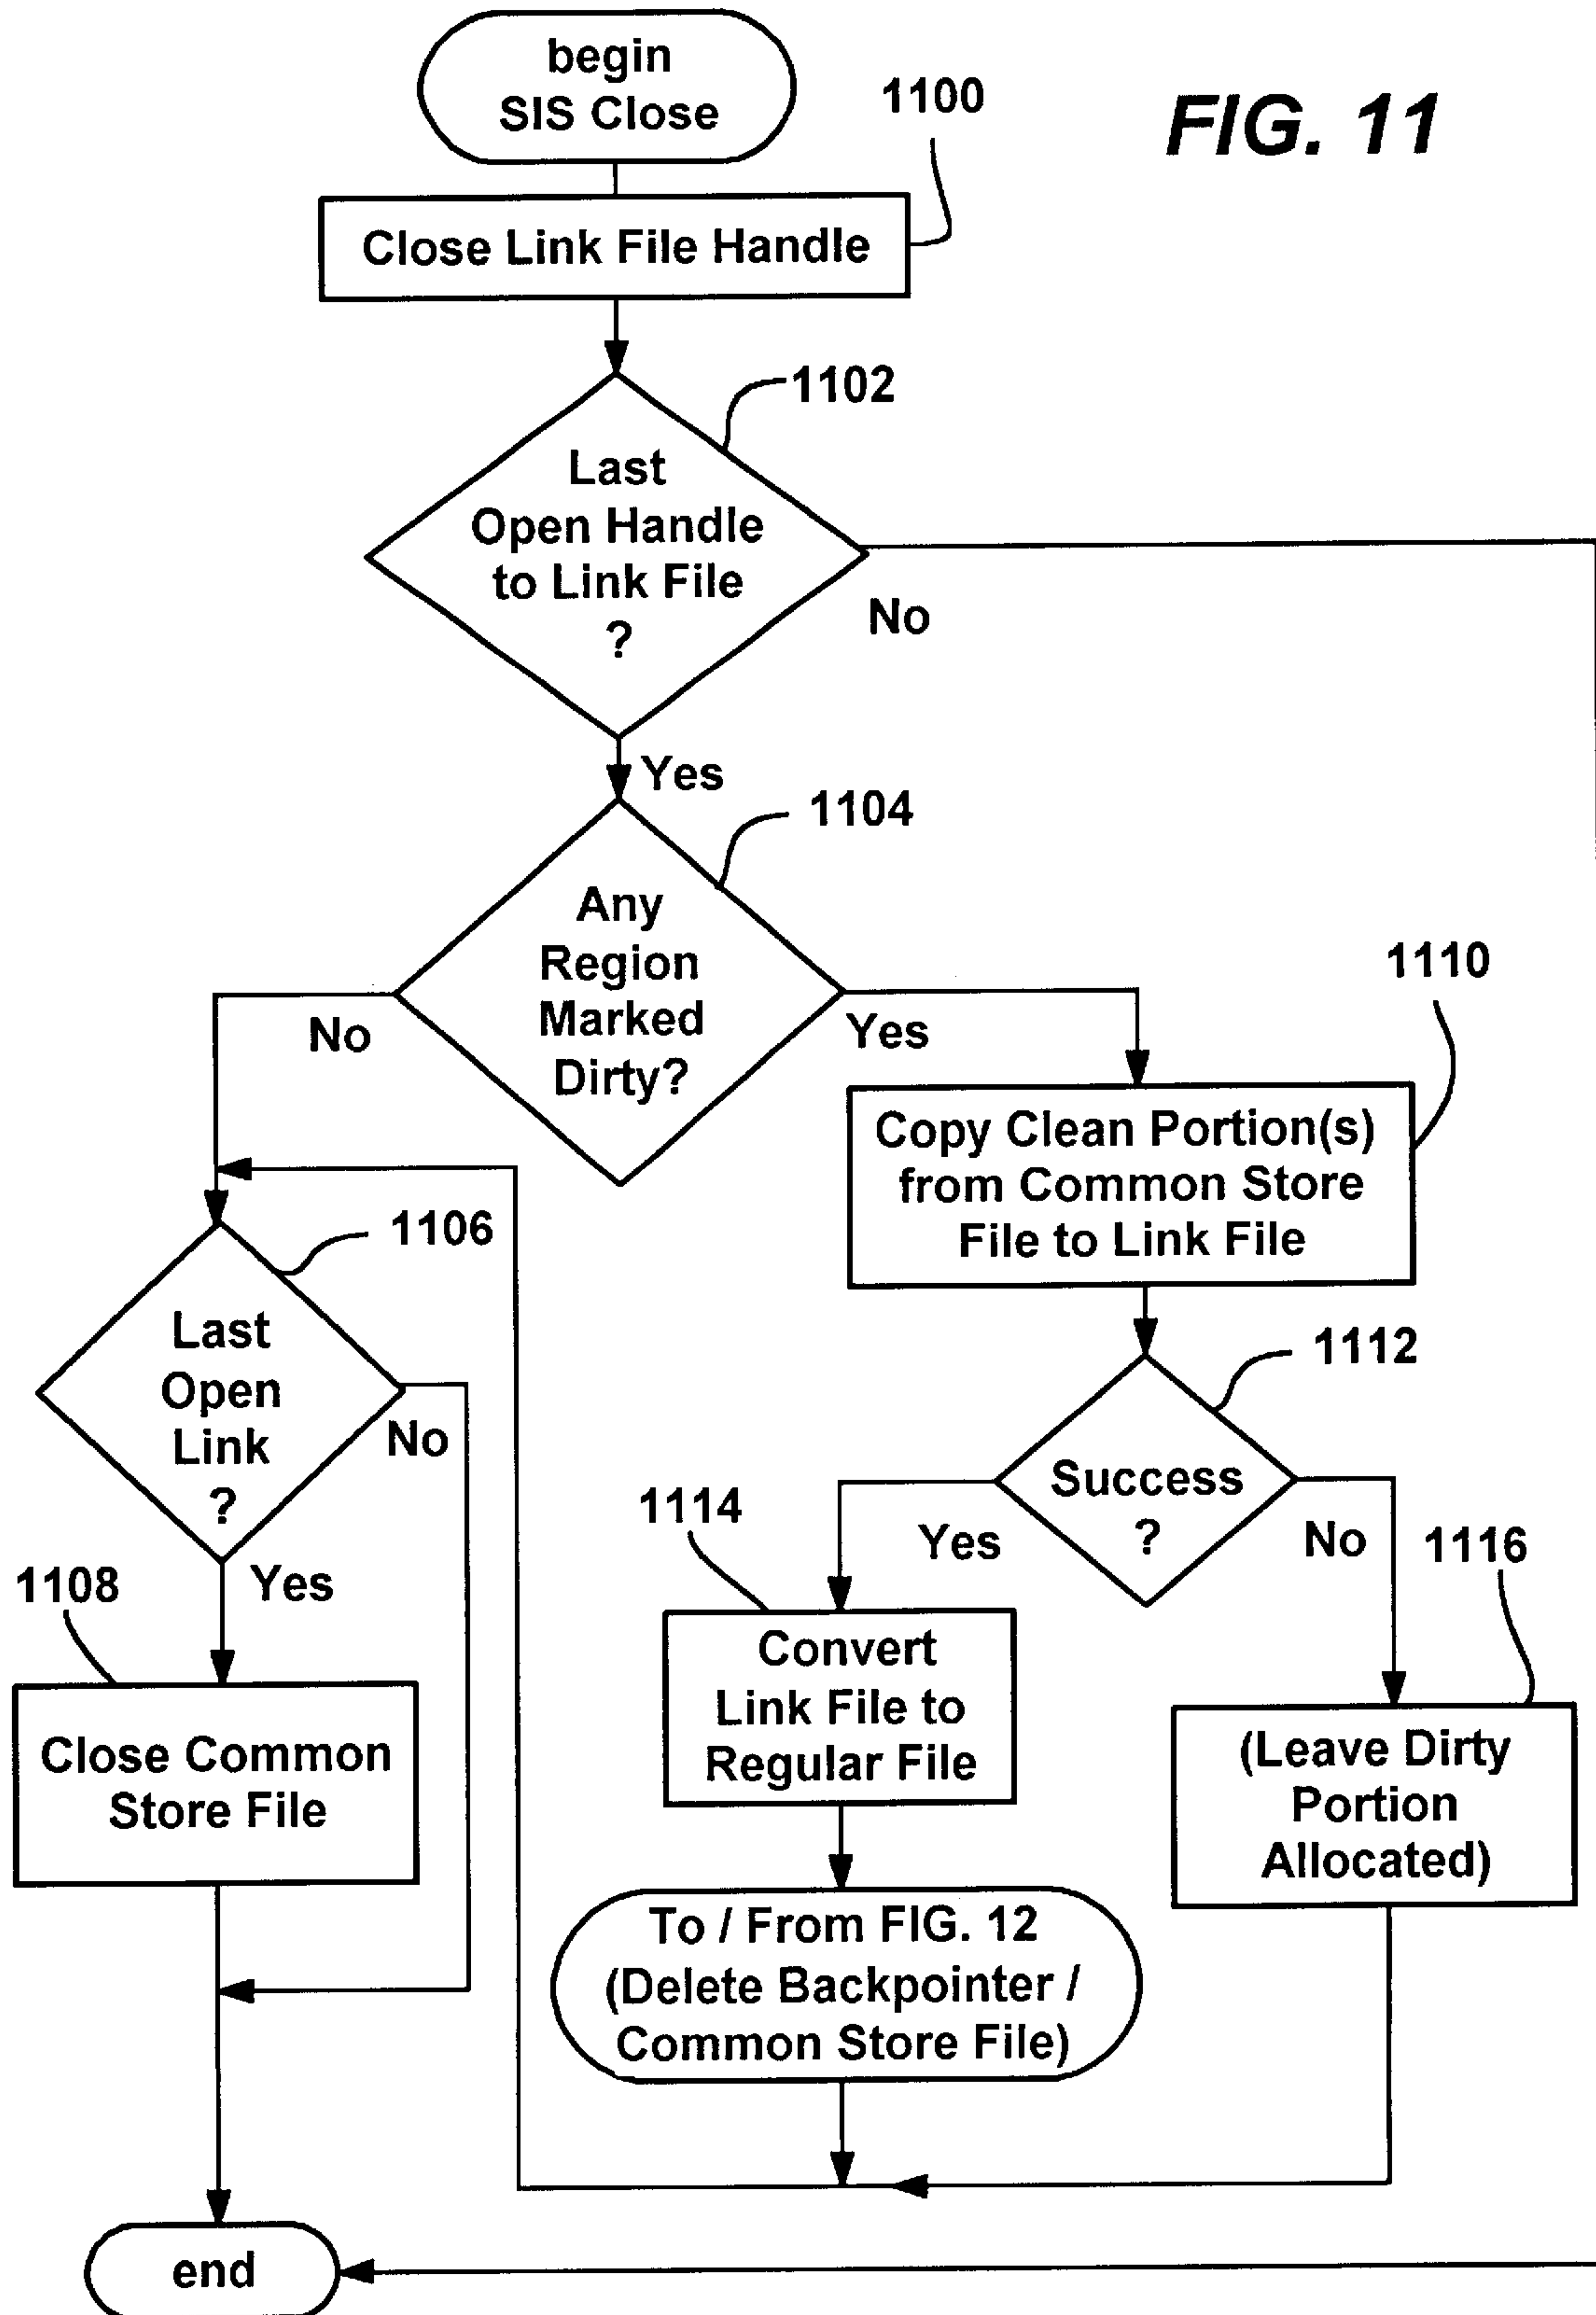 begin
SIS Close
1100
FIG. 11
Close Link File Handle
1102
Last
Open Handle
to Link File
?
No
Yes
1104
Any
Region
Marked
Dirty?
No
Yes
1110
Copy Clean Portion(s)
from Common Store
File to Link File
1106
Last
Open
Link
?
No
Yes
1112
Success
?
Yes
No
1114
1116
1108
Close Common
Store File
Convert
Link File to
Regular File
(Leave Dirty
Portion
Allocated)
To / From FIG. 12
(Delete Backpointer /
Common Store File)
end